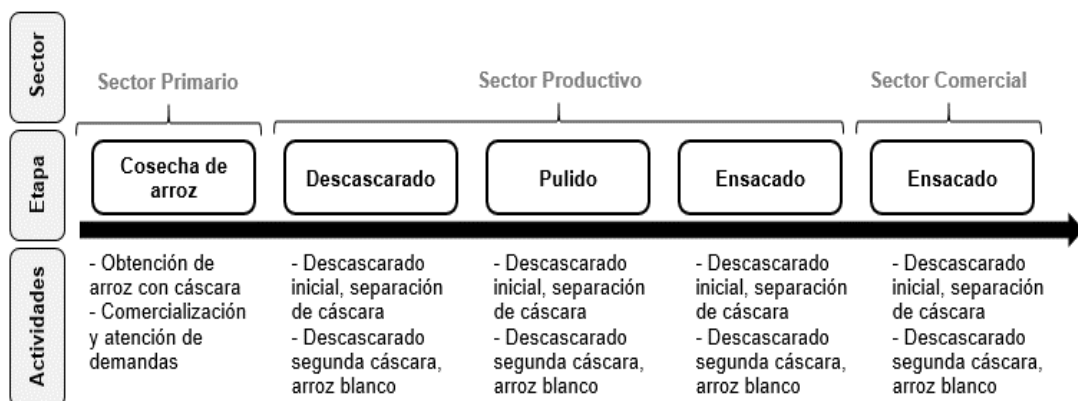 Sector
Sector Primario
Sector Productivo
Sector Comercial
Etapa
Cosecha de
arroz
Descascarado
Pulido
Ensacado
Ensacado
Actividades
- Obtención de
arroz con cáscara
- Comercialización
y atención de
demandas
- Descascarado
inicial, separación
de cáscara
- Descascarado
segunda cáscara,
arroz blanco
- Descascarado
inicial, separación
de cáscara
- Descascarado
segunda cáscara,
arroz blanco
- Descascarado
inicial, separación
de cáscara
- Descascarado
segunda cáscara,
arroz blanco
- Descascarado
inicial, separación
de cáscara
- Descascarado
segunda cáscara,
arroz blanco